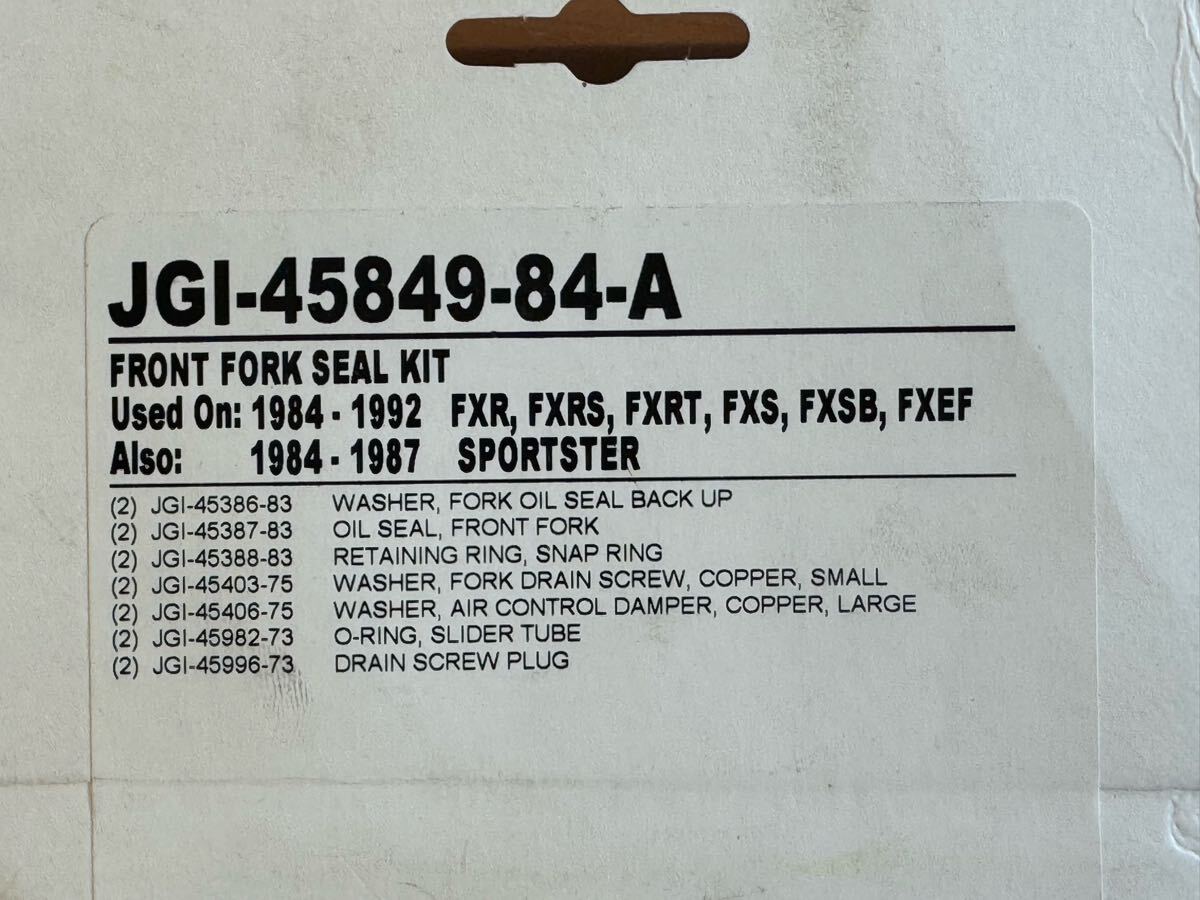 JGI-45849-84-A
FRONT FORK SEAL KIT
Used On: 1984 - 1992 FXR, FXRS, FXRT, FXS, FXSB, FXEF
Also: 1984 - 1987 SPORTSTER
(2) JGI-45386-83 WASHER, FORK OIL SEAL BACK UP
(2) JGI-45387-83 OIL SEAL, FRONT FORK
(2) JGI-45388-83 RETAINING RING, SNAP RING
(2) JGI-45403-75 WASHER, FORK DRAIN SCREW, COPPER, SMALL
(2) JGI-45406-75 WASHER, AIR CONTROL DAMPER, COPPER, LARGE
(2) JGI-45982-73 O-RING, SLIDER TUBE
(2) JGI-45996-73 DRAIN SCREW PLUG